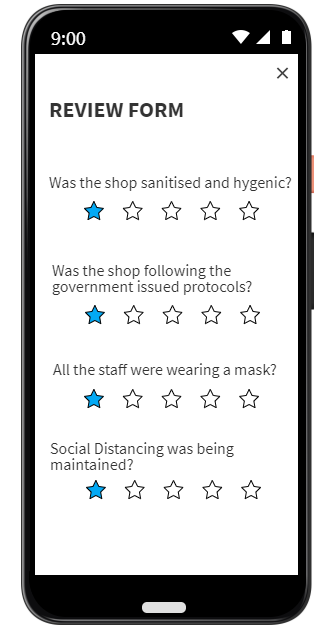 9:00
REVIEW FORM
Was the shop sanitised and hygenic?
Was the shop following the
government issued protocols?
All the staff were wearing a mask?
Social Distancing was being
maintained?